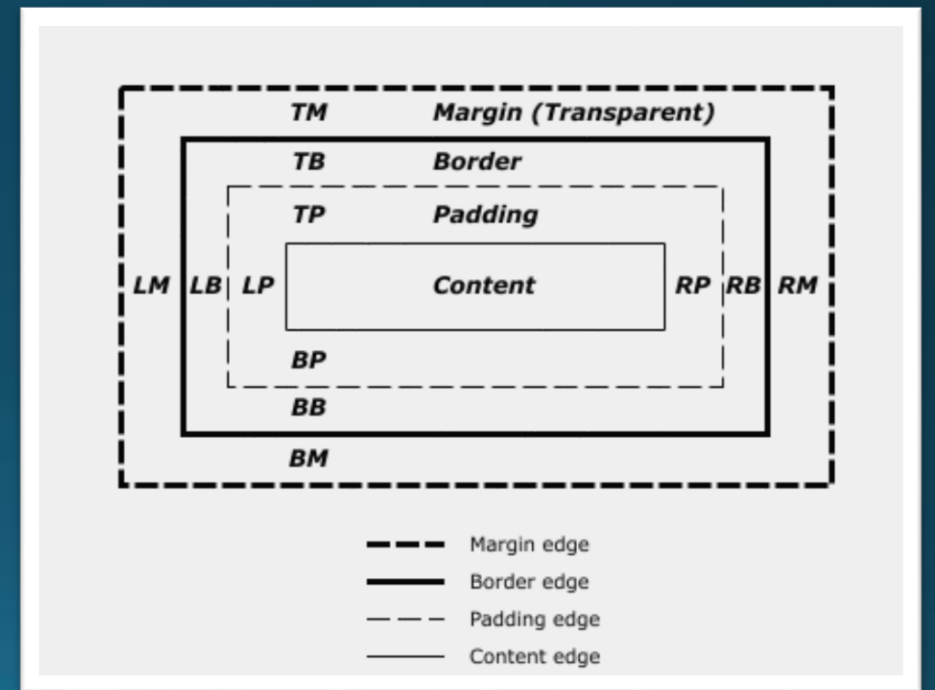 TM Margin (Transparent)
TB Border
TP Padding
LM LB LP Content RP RB RM
BP
BB
BM
Margin edge
Border edge
Padding edge
Content edge